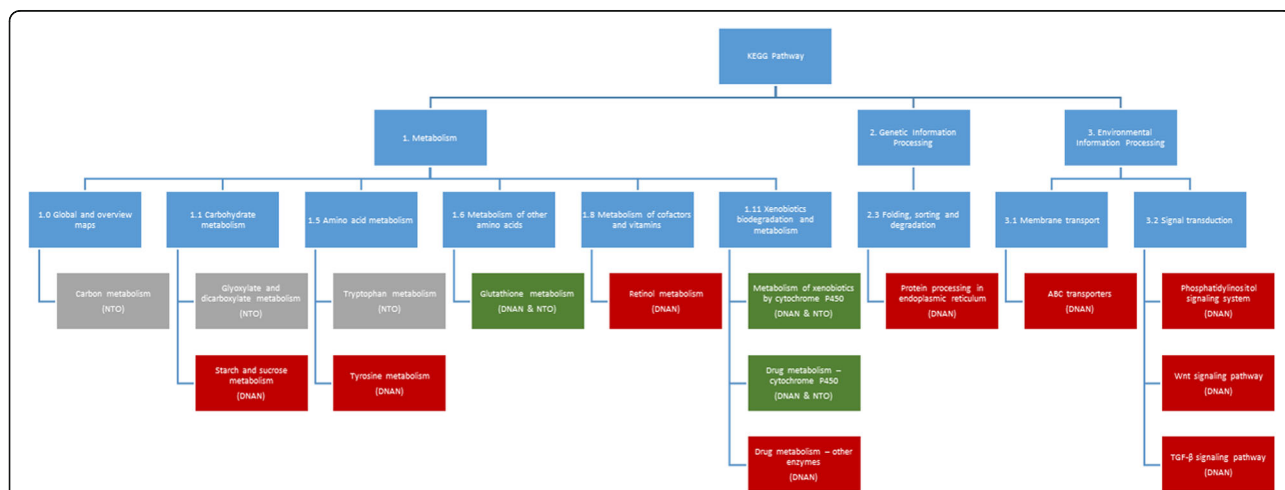 KEGG Pathway
1. Metabolism
2. Genetic Information
Processing
3. Environmental
Information Processing
1.0 Global and overview
maps
1.1 Carbohydrate
metabolism
1.5 Amino acid metabolism
1.6 Metabolism of other
amino acids
1.8 Metabolism of cofactors
and vitamins
1.11 Xenobiotics
biodegradation and
metabolism
2.3 Folding, sorting and
degradation
3.1 Membrane transport
3.2 Signal transduction
Carbon metabolism
(NTO)
Glyoxylate and
dicarboxylate metabolism
(NTO)
Tryptophan metabolism
(NTO)
Glutathione metabolism
(DNAN & NTO)
Retinol metabolism
(DNAN)
Metabolism of xenobiotics
by cytochrome P450
(DNAN & NTO)
Protein processing in
endoplasmic reticulum
(DNAN)
ABC transporters
(DNAN)
Phosphatidylinositol
signaling system
(DNAN)
Starch and sucrose
metabolism
(DNAN)
Tyrosine metabolism
(DNAN)
Drug metabolism –
cytochrome P450
(DNAN & NTO)
Wnt signaling pathway
(DNAN)
Drug metabolism – other
enzymes
(DNAN)
TGF-β signaling pathway
(DNAN)